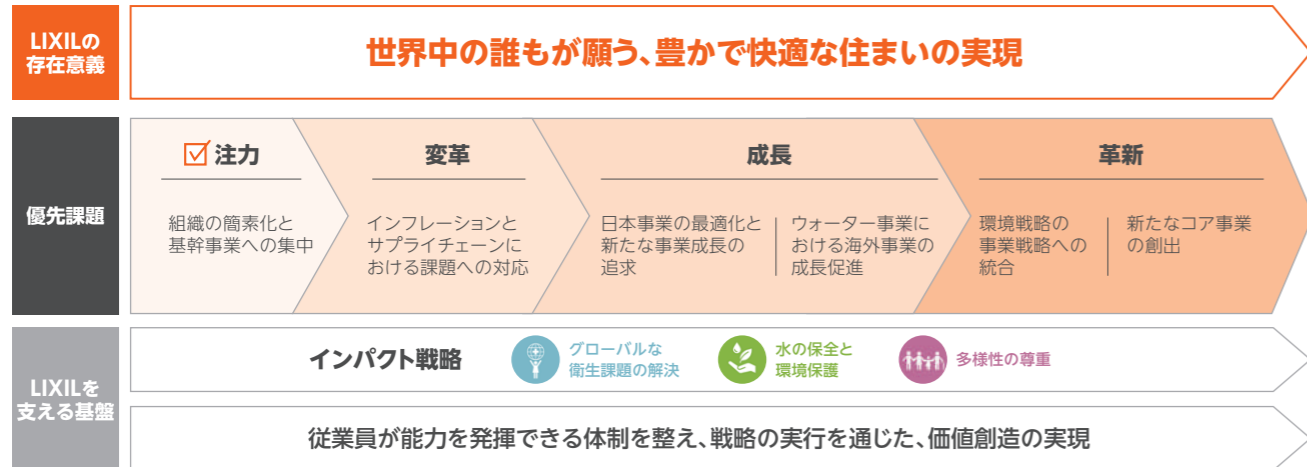 LIXILの
存在意義
世界中の誰もが願う、豊かで快適な住まいの実現
優先課題
注力
組織の簡素化と
基幹事業への集中
変革
インフレーションと
サプライチェーンに
おける課題への対応
成長
日本事業の最適化と
新たな事業成長の
追求
ウォーター事業に
おける海外事業の
成長促進
革新
環境戦略の
事業戦略への
統合
新たなコア事業
の創出
LIXILを
支える基盤
インパクト戦略
グローバルな
衛生課題の解決
水の保全と
環境保護
多様性の尊重
従業員が能力を発揮できる体制を整え、戦略の実行を通じた、価値創造の実現